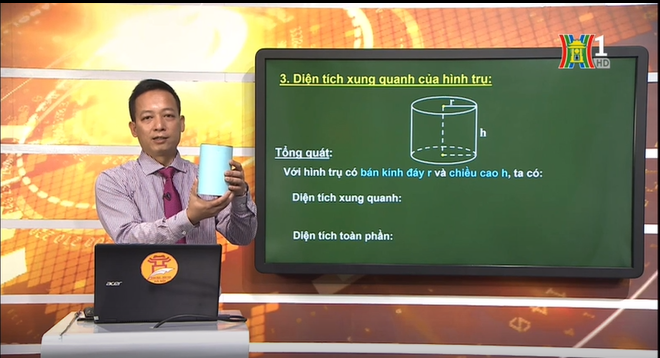 1
HD
3. Diện tích xung quanh của hình trụ:
r
h
Tổng quát:
Với hình trụ có bán kính đáy r và chiều cao h, ta có:
Diện tích xung quanh:
Diện tích toàn phần:
acer